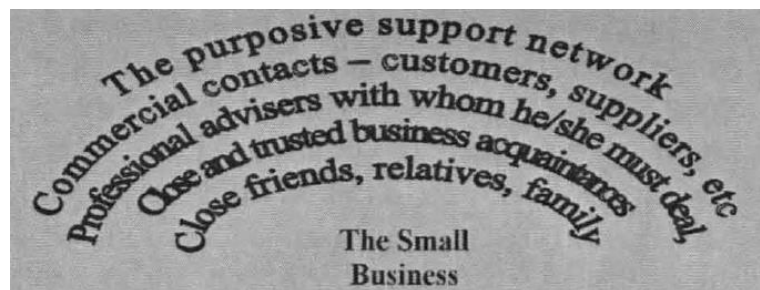 The purposive support network
Commercial contacts – customers, suppliers, etc
Professional advisers with whom he/she must deal,
Close and trusted business acquaintances
Close friends, relatives, family
The Small
Business